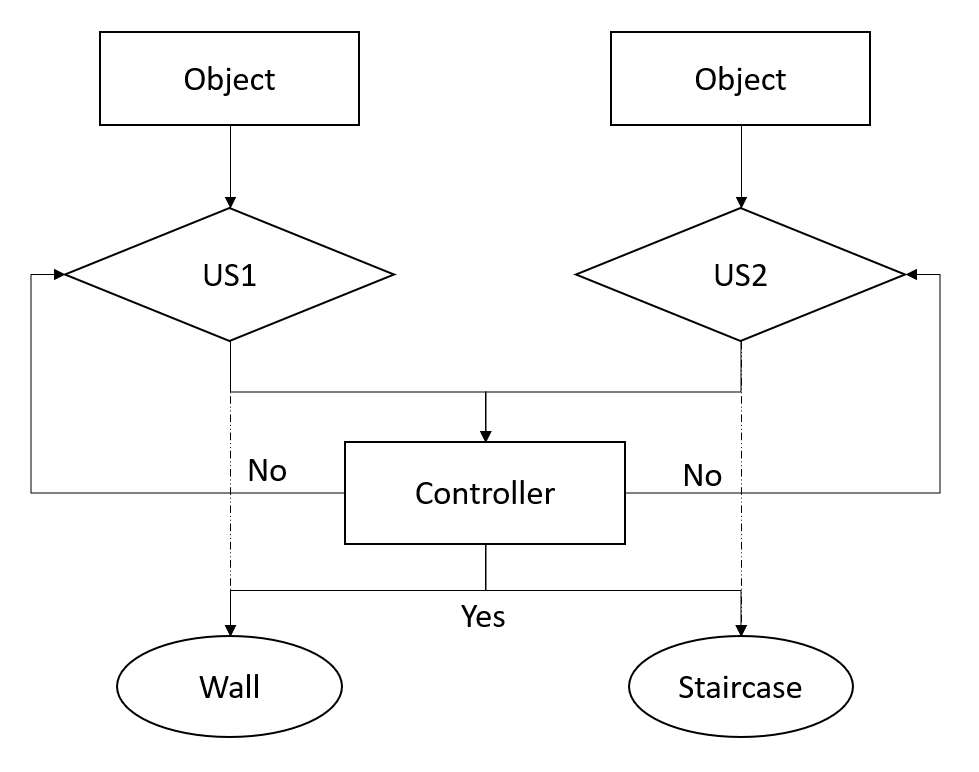 Object
Object
US1
US2
No
No
Controller
Yes
Wall
Staircase